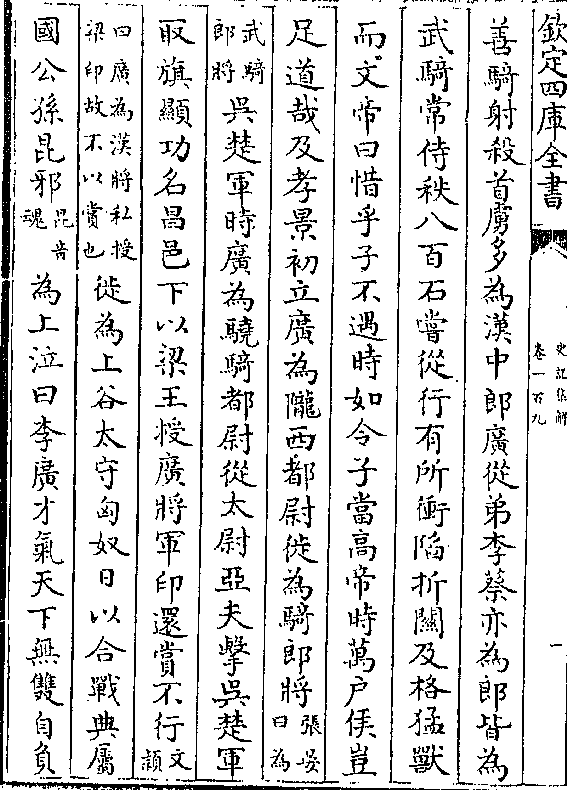 欽定四庫全書
史記集解
卷一百九
一
善騎射殺首虜多為漢中郎廣從弟李蔡亦為郎皆為
武騎常侍秩八百石嘗從行有所衝陷折關及格猛獸
而文帝曰惜乎子不遇時如令子當高帝時萬户侯豈
足道哉及孝景初立廣為隴西都尉徙為騎郎將張晏曰為
武騎郎將吳楚軍時廣為驍騎都尉從太尉亞夫擊吳楚軍
取旗顯功名昌邑下以梁王授廣將軍印還賞不行文穎
曰廣為漢將私授梁印故不以賞也徙為上谷太守匈奴日以合戰典屬
國公孫昆邪昆音魂為上泣曰李廣才氣天下無雙自負